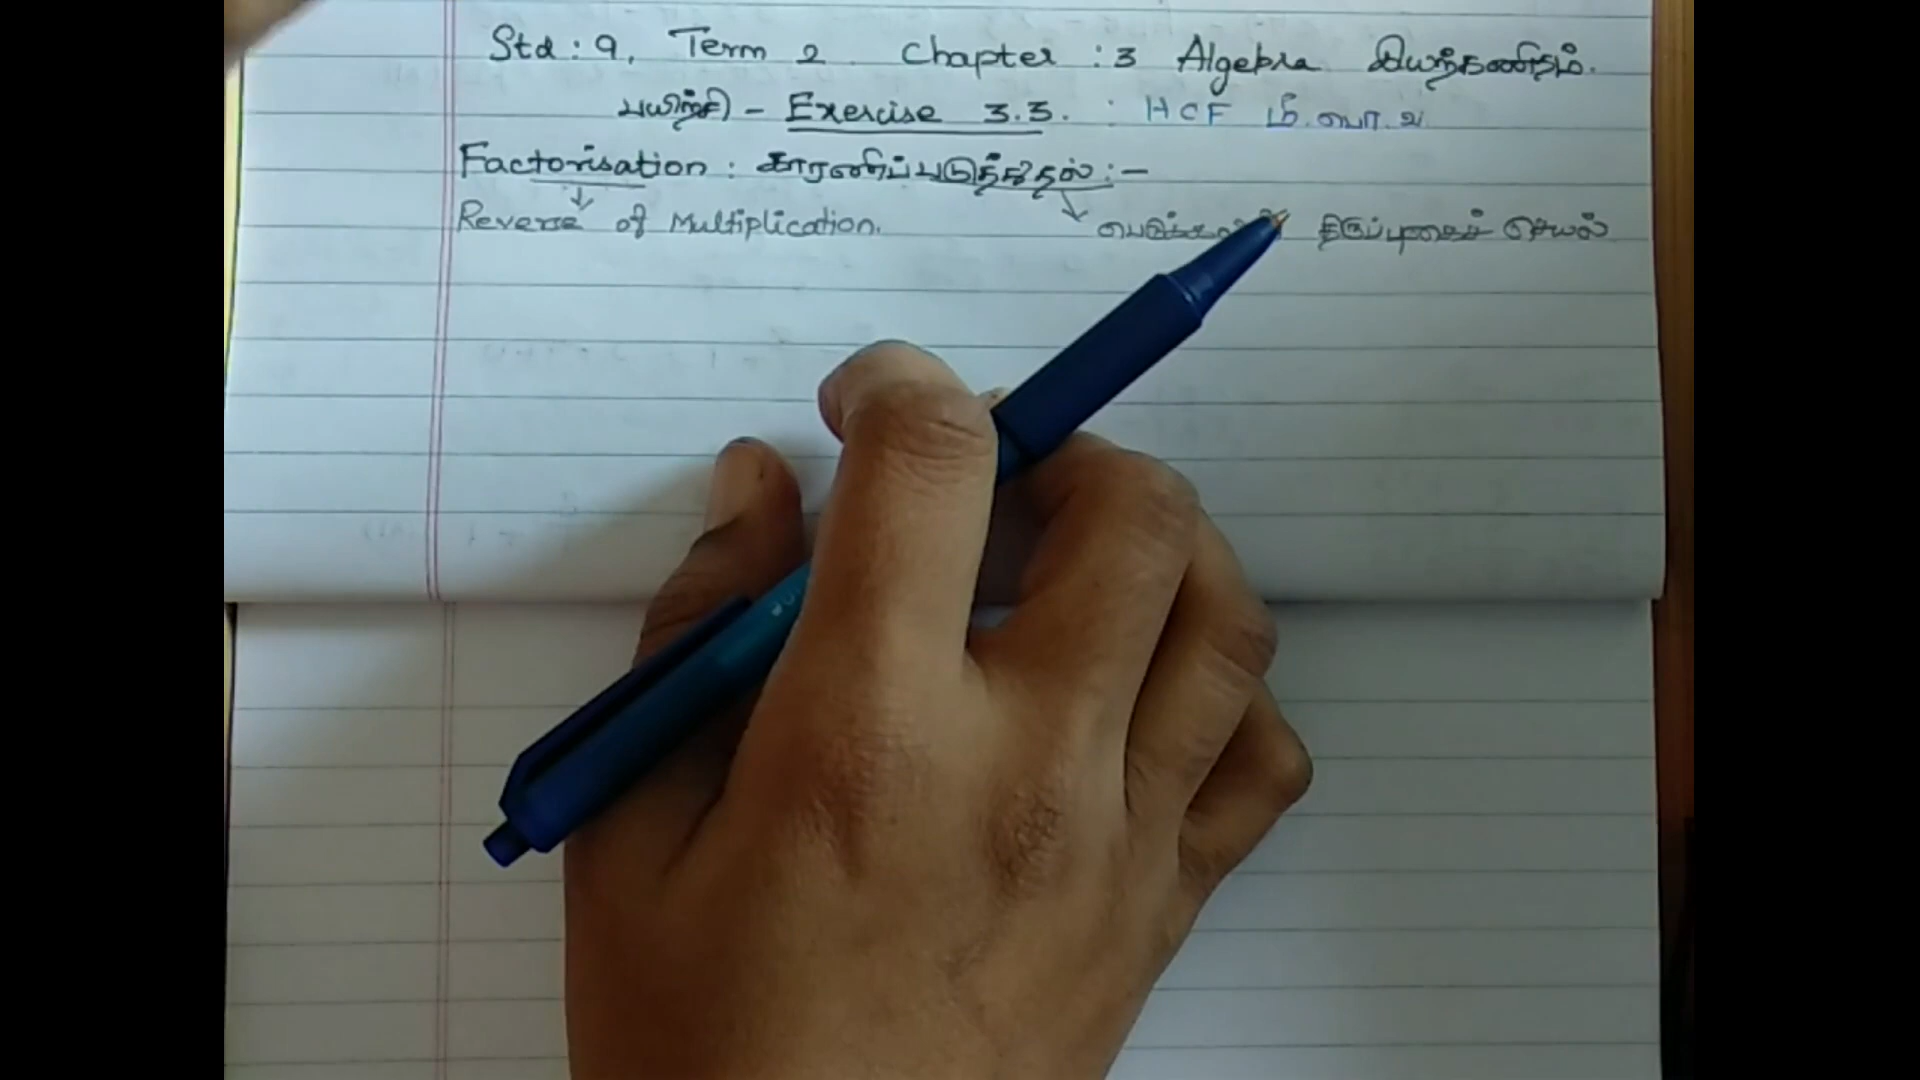 Std : 9, Term 2 Chapter : 3 Algebra இயற்கணிதம்.
பயிற்சி - Exercise 3.3. : HCF மீ.பொ.வ
Factorisation : காரணிப்படுத்துதல் :-
Reverse of Multiplication. திருப்புகைச் செயல்